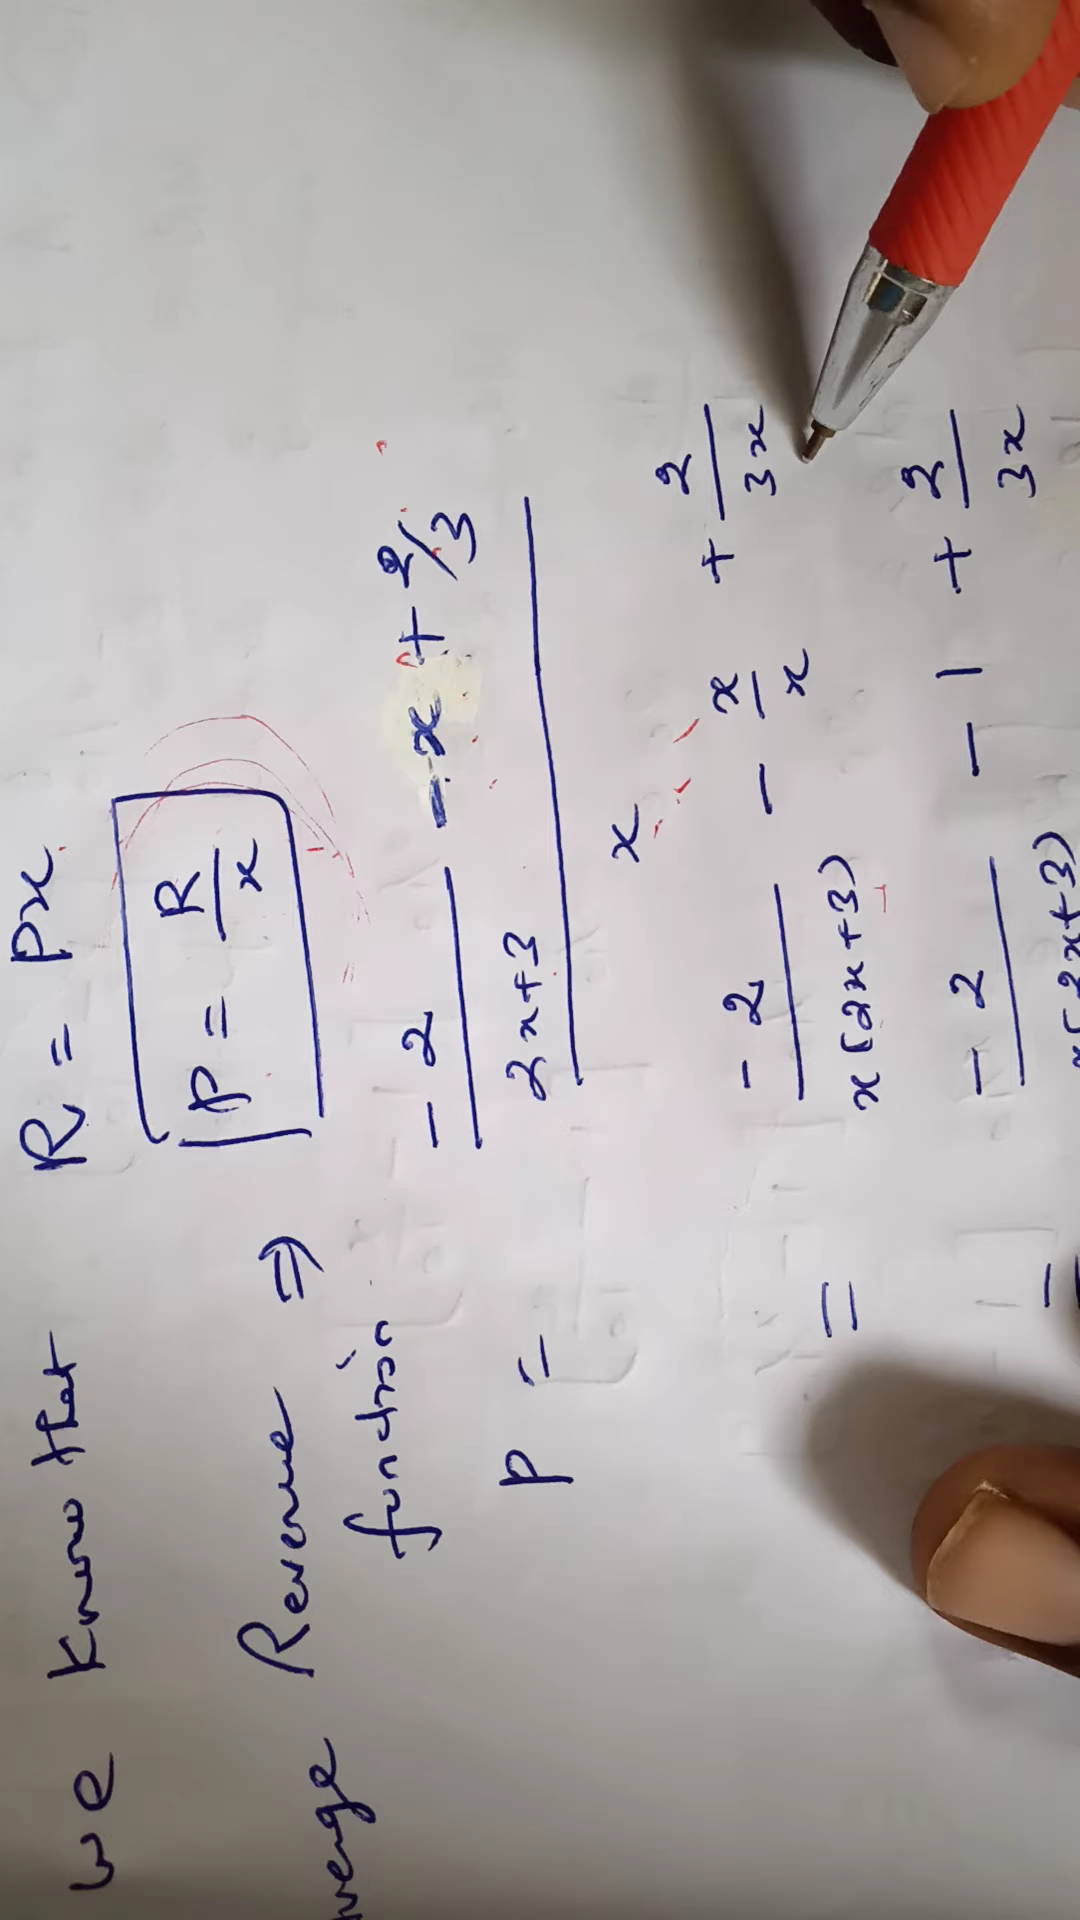 we know that R = Px
Revenue ⇒ P = R/x
function
P = (-2/(2x+3) - x + 2/3)/x
= -2/(x(2x+3)) - x/x + 2/(3x)
= -2/(x(2x+3)) - 1 + 2/(3x)